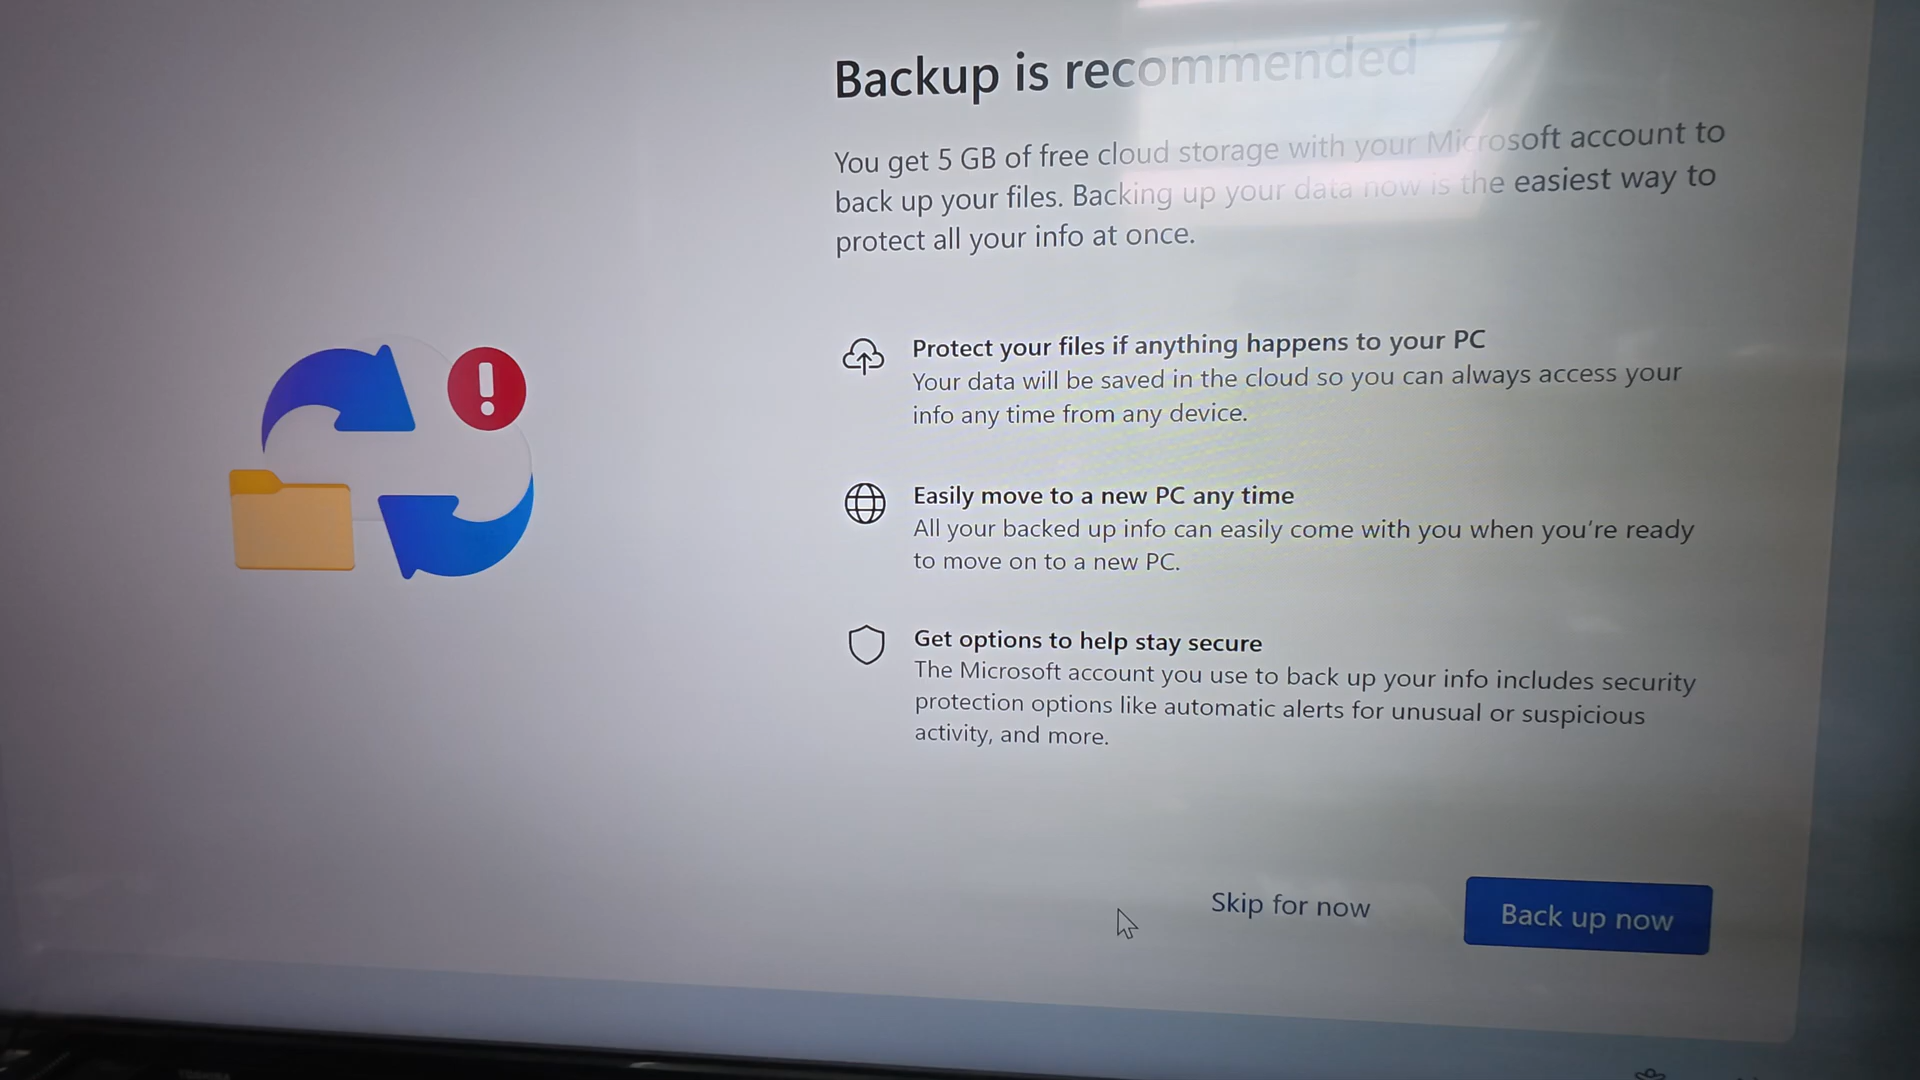 Backup is recommended
You get 5 GB of free cloud storage with your Microsoft account to
back up your files. Backing up your data now is the easiest way to
protect all your info at once.
Protect your files if anything happens to your PC
Your data will be saved in the cloud so you can always access your
info any time from any device.
Easily move to a new PC any time
All your backed up info can easily come with you when you're ready
to move on to a new PC.
Get options to help stay secure
The Microsoft account you use to back up your info includes security
protection options like automatic alerts for unusual or suspicious
activity, and more.
Skip for now
Back up now